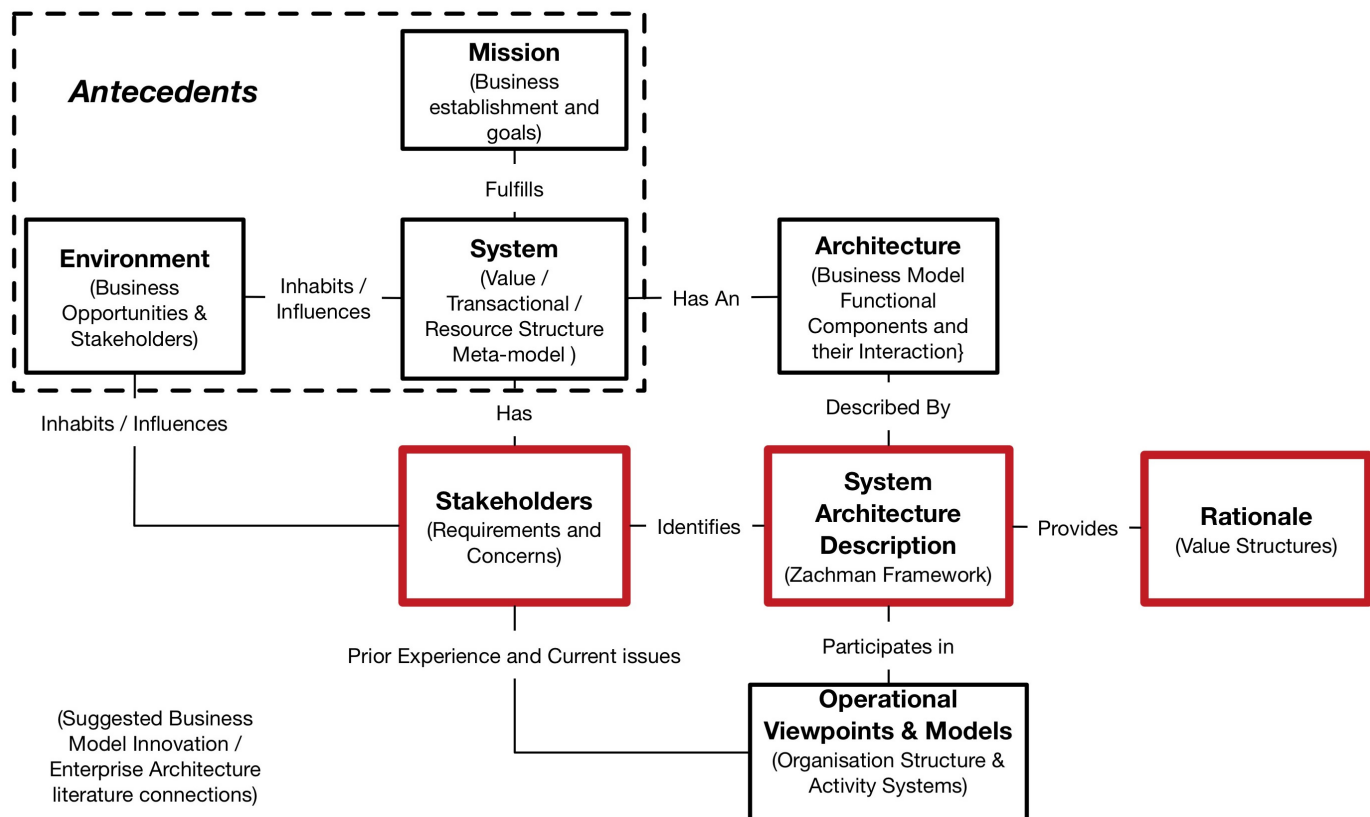 Antecedents
Mission
(Business
establishment and
goals)
Fulfills
Environment
(Business
Opportunities &
Stakeholders)
Inhabits /
Influences
System
(Value /
Transactional /
Resource Structure
Meta-model )
Has An
Architecture
(Business Model
Functional
Components and
their Interaction}
Inhabits / Influences
Has
Described By
Stakeholders
(Requirements and
Concerns)
Identifies
System
Architecture
Description
(Zachman Framework)
Provides
Rationale
(Value Structures)
Prior Experience and Current issues
Participates in
Operational
Viewpoints & Models
(Organisation Structure &
Activity Systems)
(Suggested Business
Model Innovation /
Enterprise Architecture
literature connections)